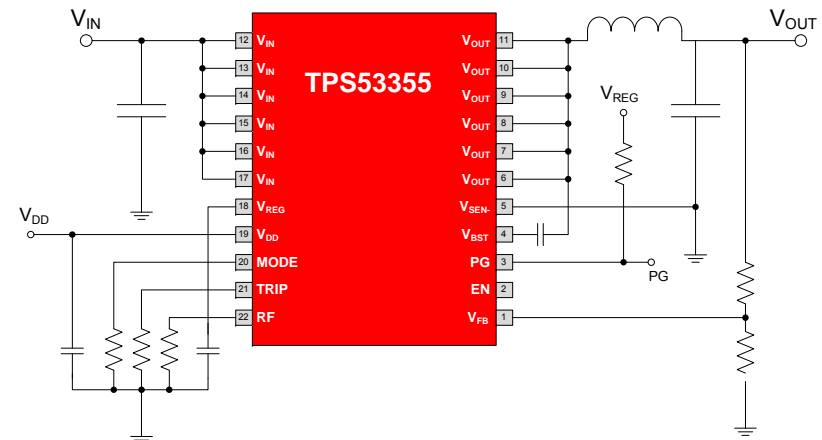 VIN
VOUT
TPS53355
12 VIN
13 VIN
14 VIN
15 VIN
16 VIN
17 VIN
18 VREG
19 VDD
20 MODE
21 TRIP
22 RF
VOUT 11
VOUT 10
VOUT 9
VOUT 8
VOUT 7
VOUT 6
VSEN- 5
VBST 4
PG 3
EN 2
VFB 1
VREG
PG
VDD